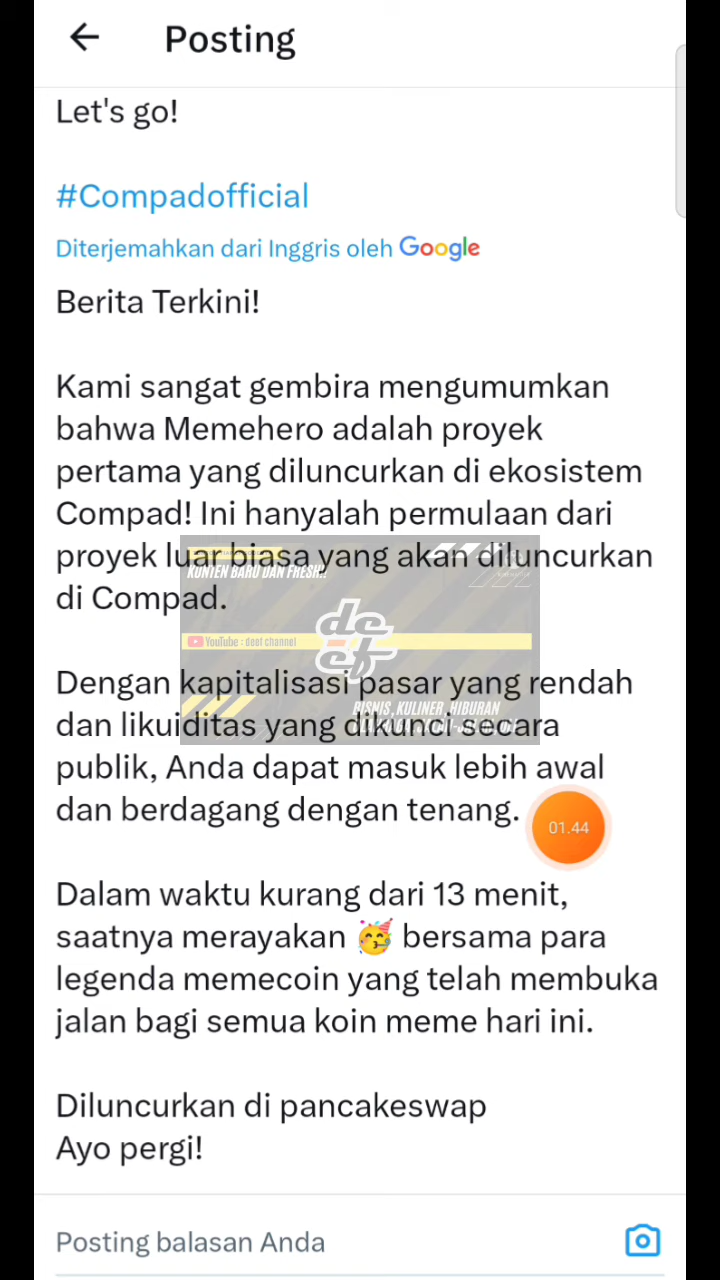 Posting
Let's go!
#Compadofficial
Diterjemahkan dari Inggris oleh Google
Berita Terkini!
Kami sangat gembira mengumumkan
bahwa Memehero adalah proyek
pertama yang diluncurkan di ekosistem
Compad! Ini hanyalah permulaan dari
proyek luar biasa yang akan diluncurkan
di Compad.
KONTEN BARU DAN FRESH!!
YouTube : deet channel
Dengan kapitalisasi pasar yang rendah
BISNIS, KULINER, HIBURAN
dan likuiditas yang dikunci secara
publik, Anda dapat masuk lebih awal
dan berdagang dengan tenang.
01.44
Dalam waktu kurang dari 13 menit,
saatnya merayakan 🥳 bersama para
legenda memecoin yang telah membuka
jalan bagi semua koin meme hari ini.
Diluncurkan di pancakeswap
Ayo pergi!
Posting balasan Anda